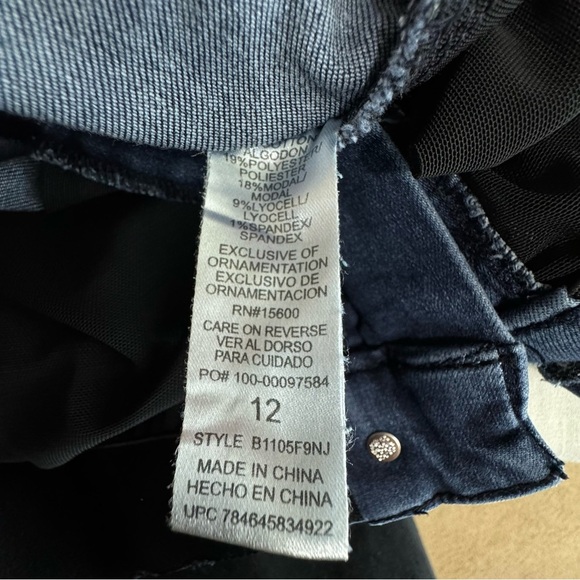 COTTON/
ALGODON
19%POLYESTER/
POLIESTER
18%MODAL/
MODAL
9%LYOCELL/
LYOCELL
1%SPANDEX/
SPANDEX
EXCLUSIVE OF
ORNAMENTATION
EXCLUSIVO DE
ORNAMENTACION
RN#15600
CARE ON REVERSE
VER AL DORSO
PARA CUIDADO
PO# 100-00097584
12
STYLE B1105F9NJ
MADE IN CHINA
HECHO EN CHINA
UPC 784645834922